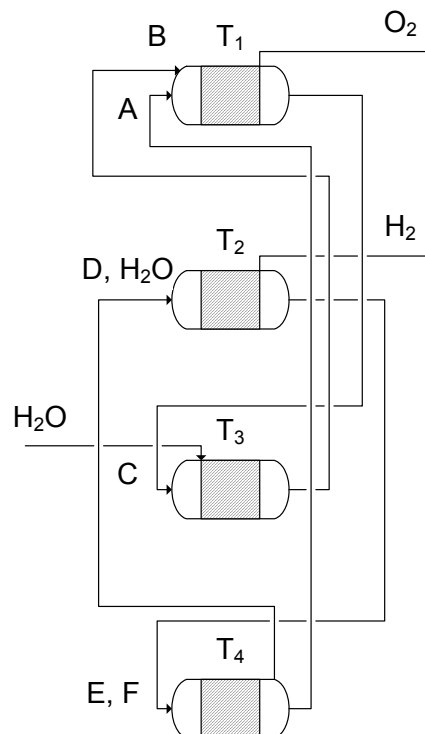 B
T₁
O₂
A
H₂
T₂
D, H₂O
H₂O
T₃
C
T₄
E, F